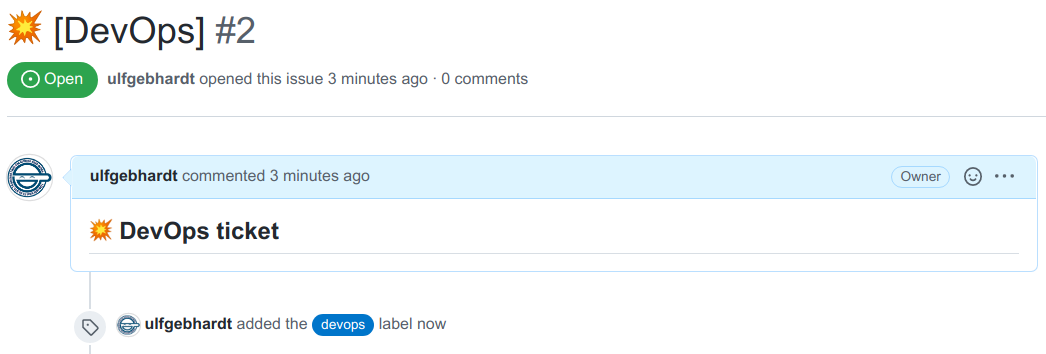 💥 [DevOps] #2
Open ulfgebhardt opened this issue 3 minutes ago · 0 comments
ulfgebhardt commented 3 minutes ago Owner
💥 DevOps ticket
ulfgebhardt added the devops label now